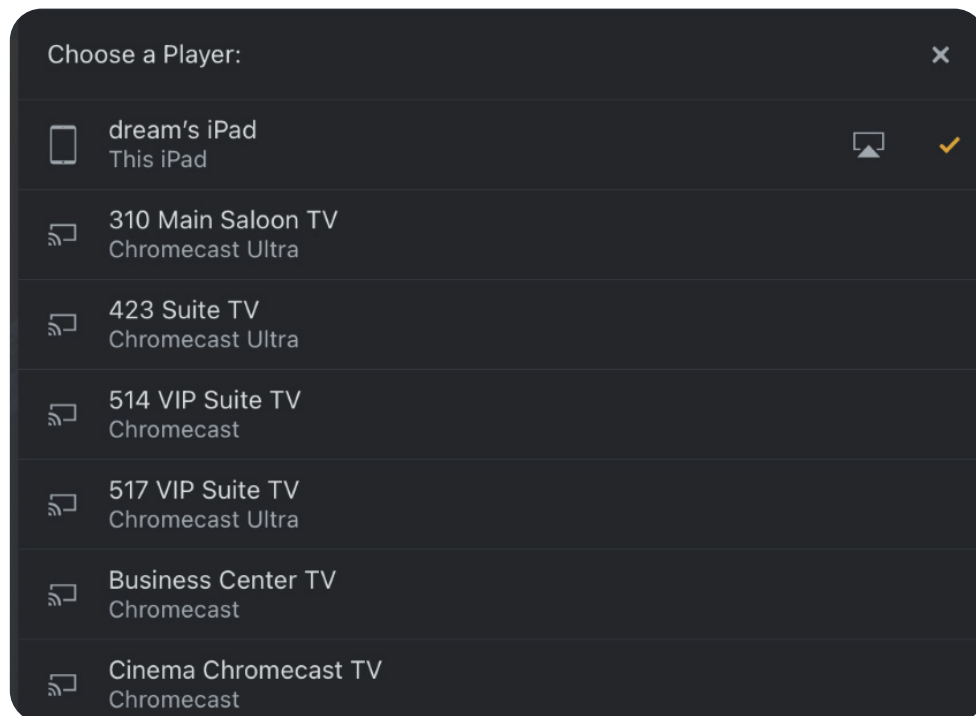 Choose a Player:
dream's iPad
This iPad
310 Main Saloon TV
Chromecast Ultra
423 Suite TV
Chromecast Ultra
514 VIP Suite TV
Chromecast
517 VIP Suite TV
Chromecast Ultra
Business Center TV
Chromecast
Cinema Chromecast TV
Chromecast